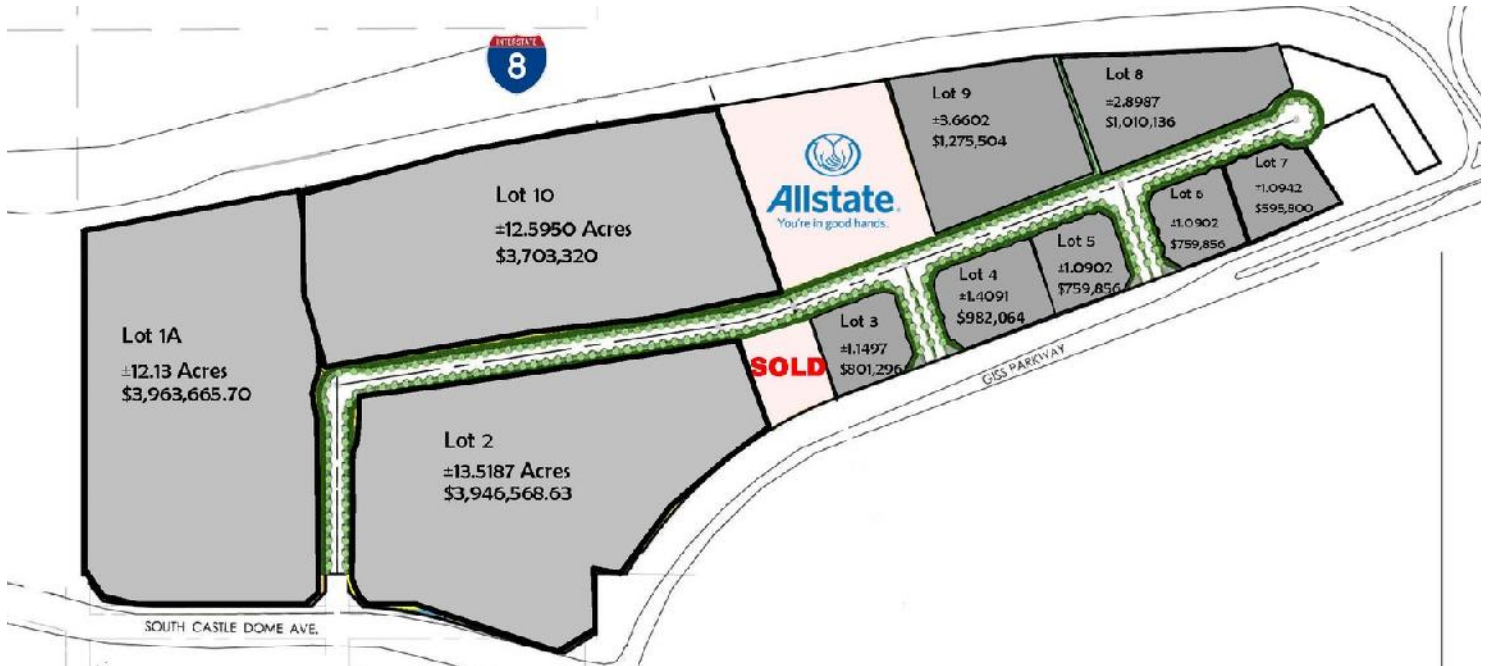 INTERSTATE
8
Lot 8
±2.8987
$1,010,136
Lot 9
±3.6602
$1,275,504
Allstate.
You're in good hands.
Lot 10
±12.5950 Acres
$3,703,320
Lot 7
±1.0942
$595,800
Lot 6
±1.0902
$759,856
Lot 5
±1.0902
$759,856
Lot 4
±1.4091
$982,064
Lot 3
±1.1497
$801,296
SOLD
Lot 1A
±12.13 Acres
$3,963,665.70
GISS PARKWAY
Lot 2
±13.5187 Acres
$3,946,568.63
SOUTH CASTLE DOME AVE.